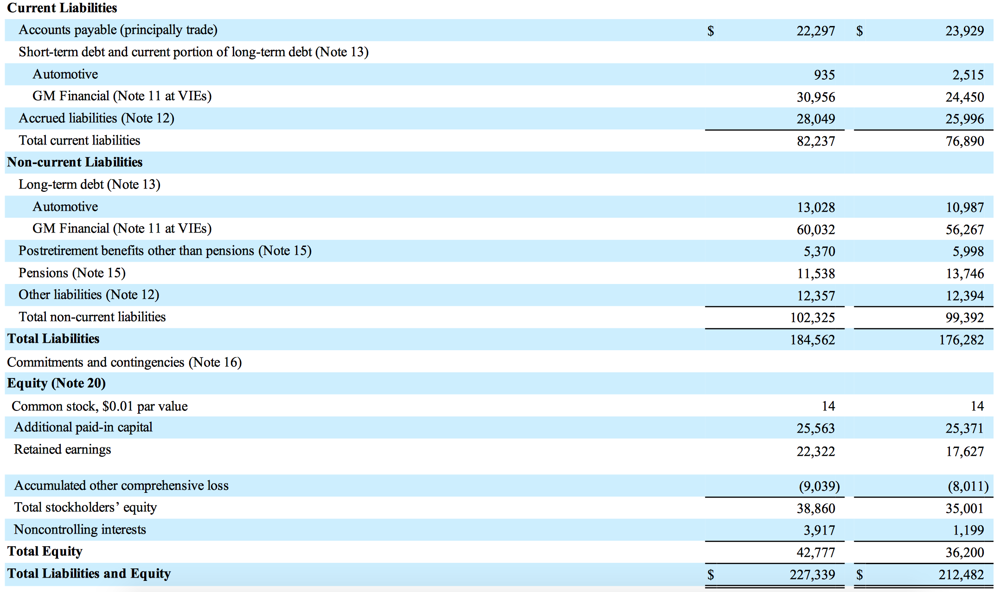 Current Liabilities
Accounts payable (principally trade) $ 22,297 $ 23,929
Short-term debt and current portion of long-term debt (Note 13)
Automotive 935 2,515
GM Financial (Note 11 at VIEs) 30,956 24,450
Accrued liabilities (Note 12) 28,049 25,996
Total current liabilities 82,237 76,890
Non-current Liabilities
Long-term debt (Note 13)
Automotive 13,028 10,987
GM Financial (Note 11 at VIEs) 60,032 56,267
Postretirement benefits other than pensions (Note 15) 5,370 5,998
Pensions (Note 15) 11,538 13,746
Other liabilities (Note 12) 12,357 12,394
Total non-current liabilities 102,325 99,392
Total Liabilities 184,562 176,282
Commitments and contingencies (Note 16)
Equity (Note 20)
Common stock, $0.01 par value 14 14
Additional paid-in capital 25,563 25,371
Retained earnings 22,322 17,627
Accumulated other comprehensive loss (9,039) (8,011)
Total stockholders’ equity 38,860 35,001
Noncontrolling interests 3,917 1,199
Total Equity 42,777 36,200
Total Liabilities and Equity $ 227,339 $ 212,482